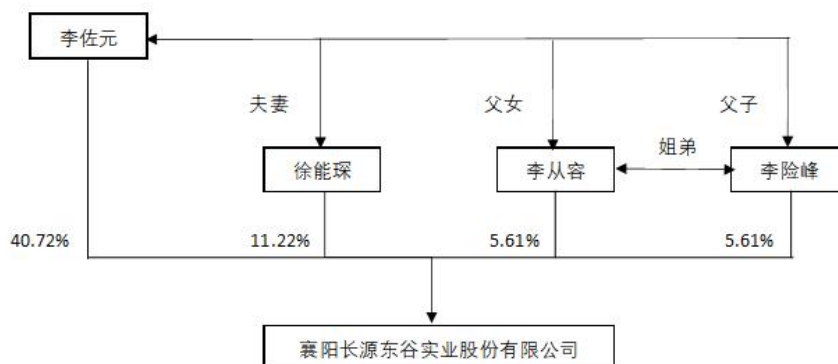 李佐元
夫妻
父女
父子
姐弟
徐能琛
李从容
李险峰
40.72%
11.22%
5.61%
5.61%
襄阳长源东谷实业股份有限公司